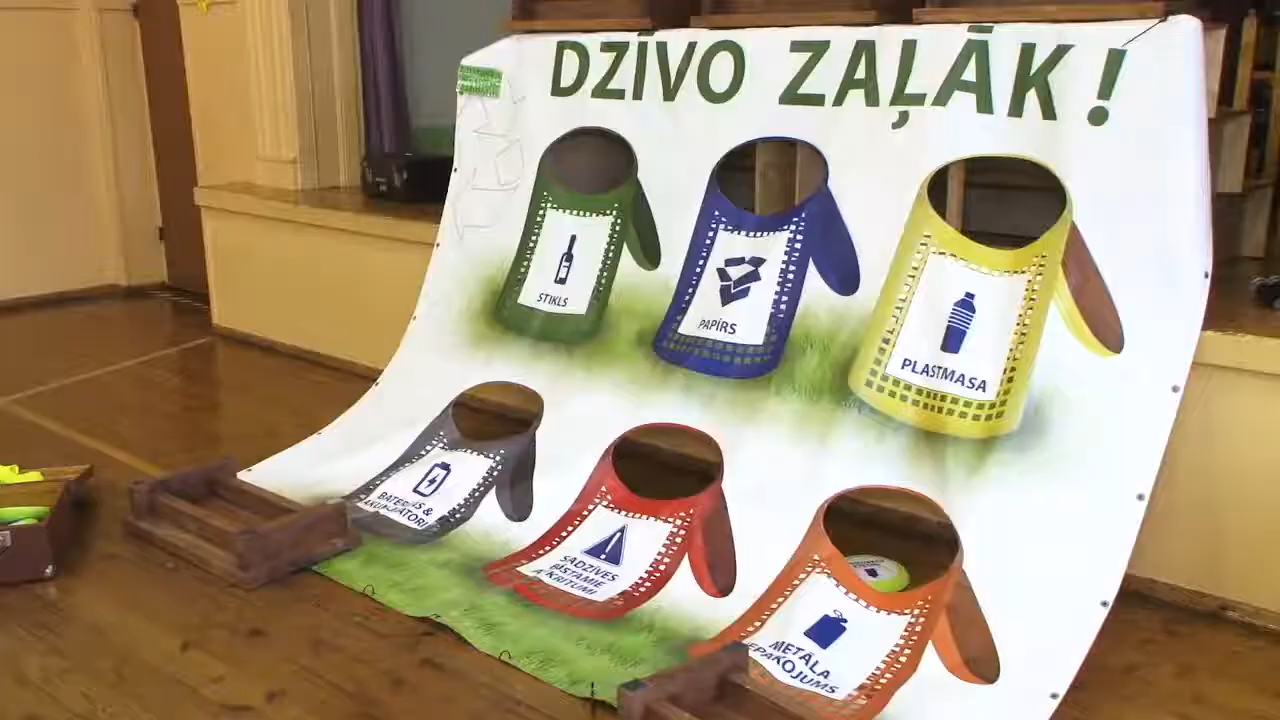 DZĪVO ZAĻĀK!
STIKLS
PAPĪRS
PLASTMASA
BATERIJAS &
AKUMULATORI
SADZĪVES
BĪSTAMIE
ATKRITUMI
METĀLA
IEPAKOJUMS